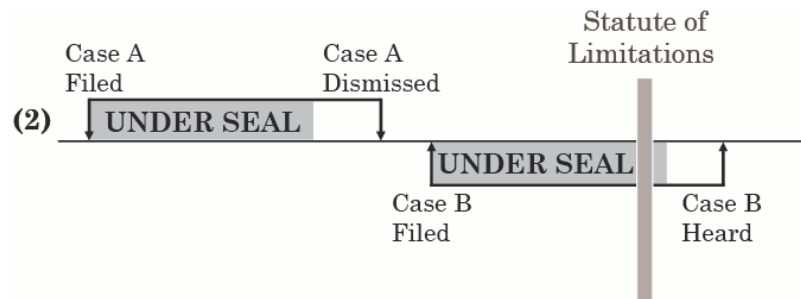 Statute of
Limitations
Case A
Filed
Case A
Dismissed
(2)
UNDER SEAL
UNDER SEAL
Case B
Filed
Case B
Heard